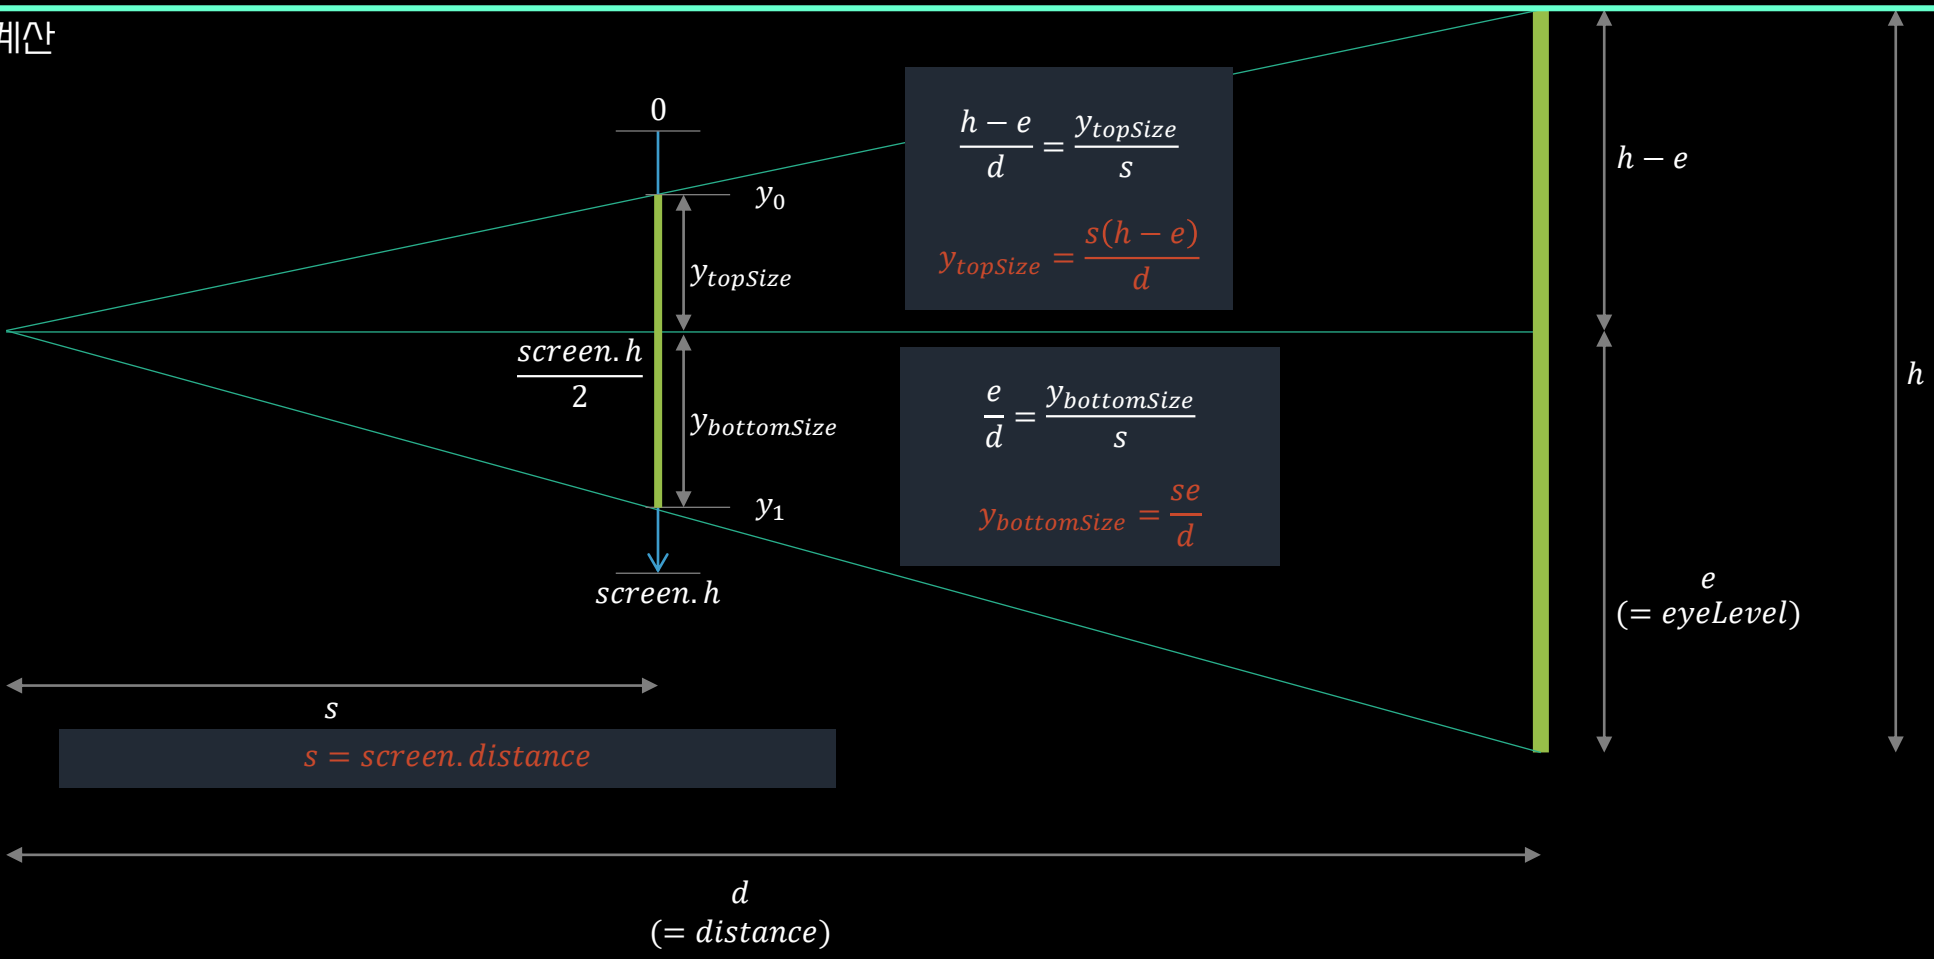 계산
0
y₀
y_topSize
screen.h/2
y_bottomSize
y₁
screen.h
(h − e)/d = y_topSize/s
y_topSize = s(h − e)/d
e/d = y_bottomSize/s
y_bottomSize = se/d
h − e
h
e
(= eyeLevel)
s
s = screen.distance
d
(= distance)